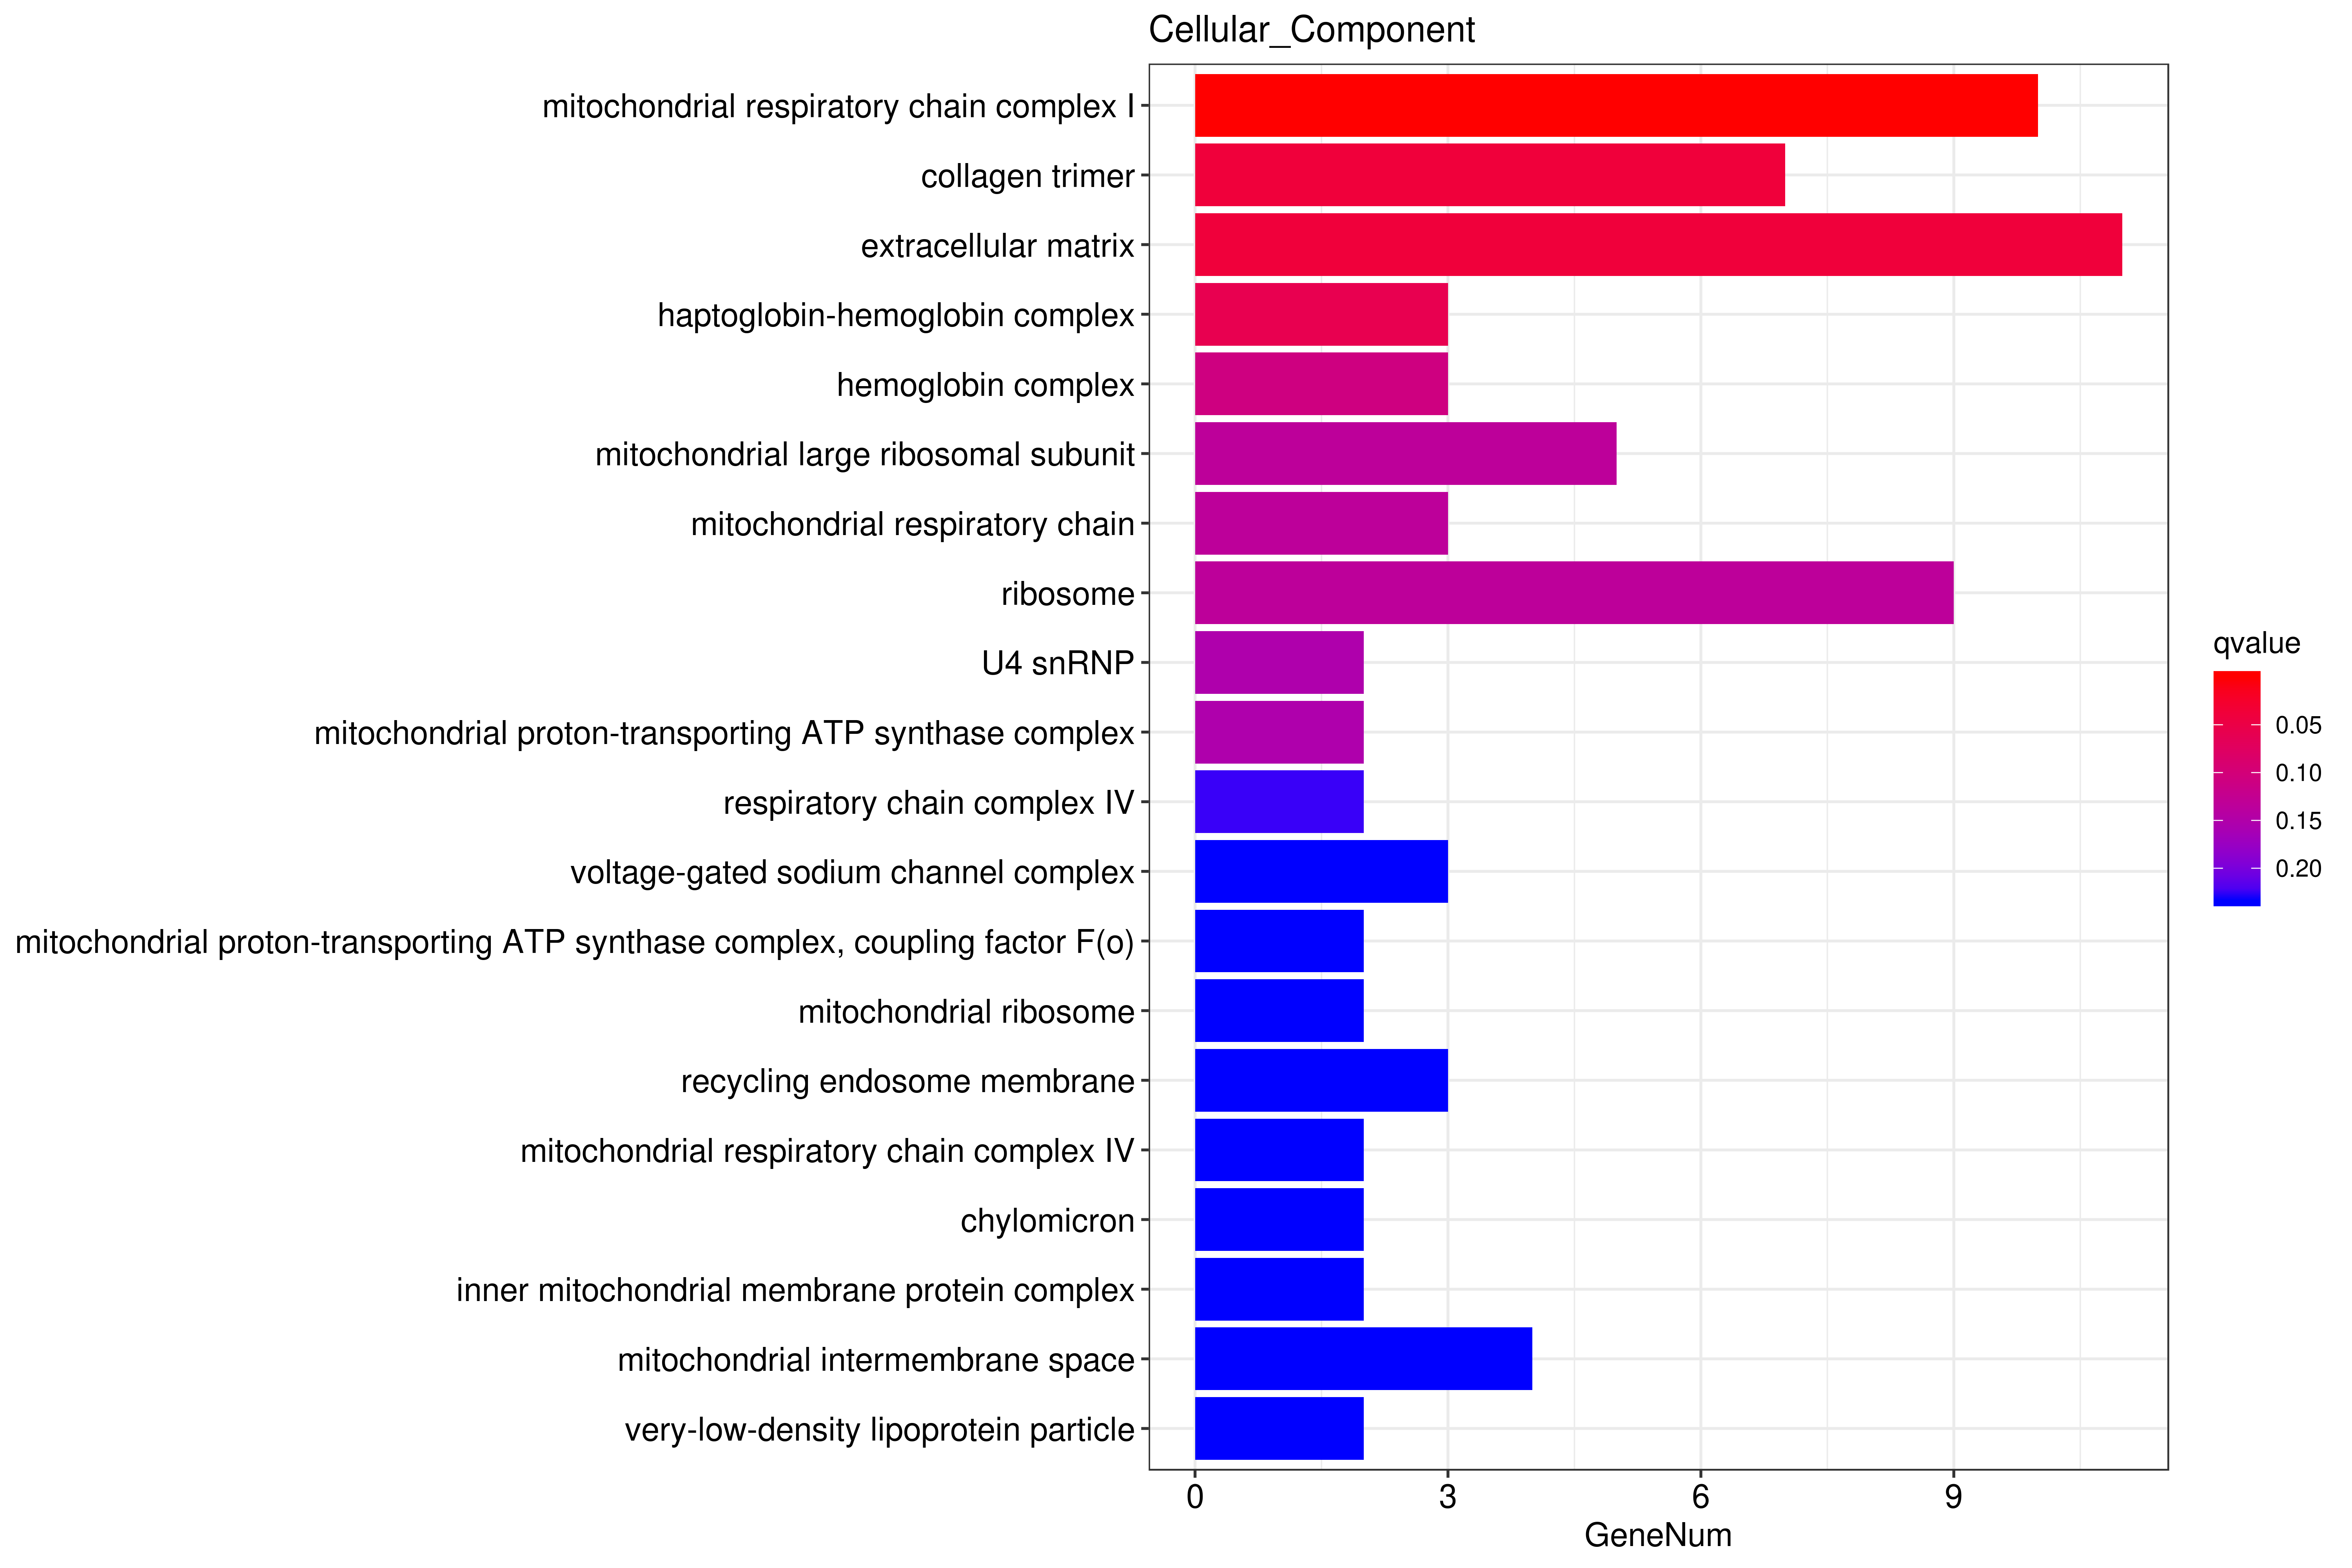 Cellular_Component
mitochondrial respiratory chain complex I
collagen trimer
extracellular matrix
haptoglobin-hemoglobin complex
hemoglobin complex
mitochondrial large ribosomal subunit
mitochondrial respiratory chain
ribosome
U4 snRNP
mitochondrial proton-transporting ATP synthase complex
respiratory chain complex IV
voltage-gated sodium channel complex
mitochondrial proton-transporting ATP synthase complex, coupling factor F(o)
mitochondrial ribosome
recycling endosome membrane
mitochondrial respiratory chain complex IV
chylomicron
inner mitochondrial membrane protein complex
mitochondrial intermembrane space
very-low-density lipoprotein particle
0 3 6 9
GeneNum
qvalue
0.05
0.10
0.15
0.20